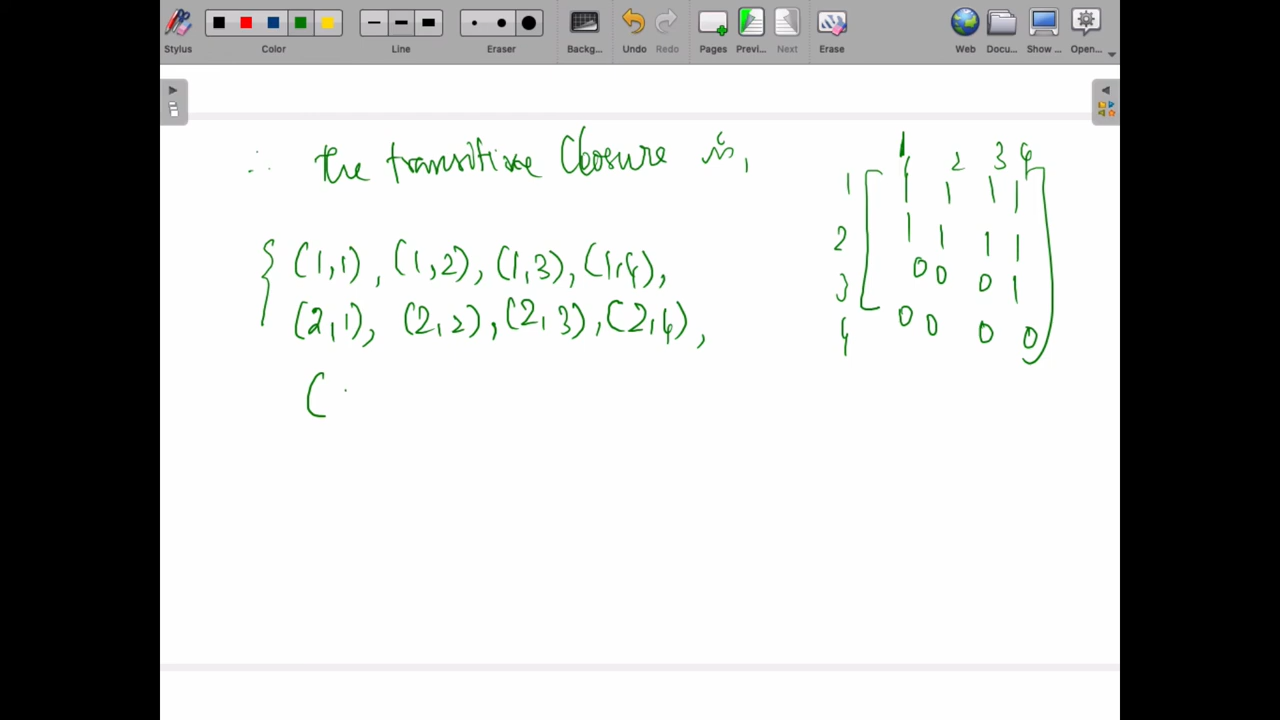 Stylus Color Line Eraser Backg... Undo Redo Pages Previ... Next Erase Web Docu... Show ... Open...
∴ the transitive Closure is,
{ (1,1), (1,2), (1,3), (1,4),
(2,1), (2,2), (2,3), (2,4),
(
1 2 3 4
1 [ 1 1 1 1 ]
2 1 1 1 1
3 0 0 0 1
4 0 0 0 0